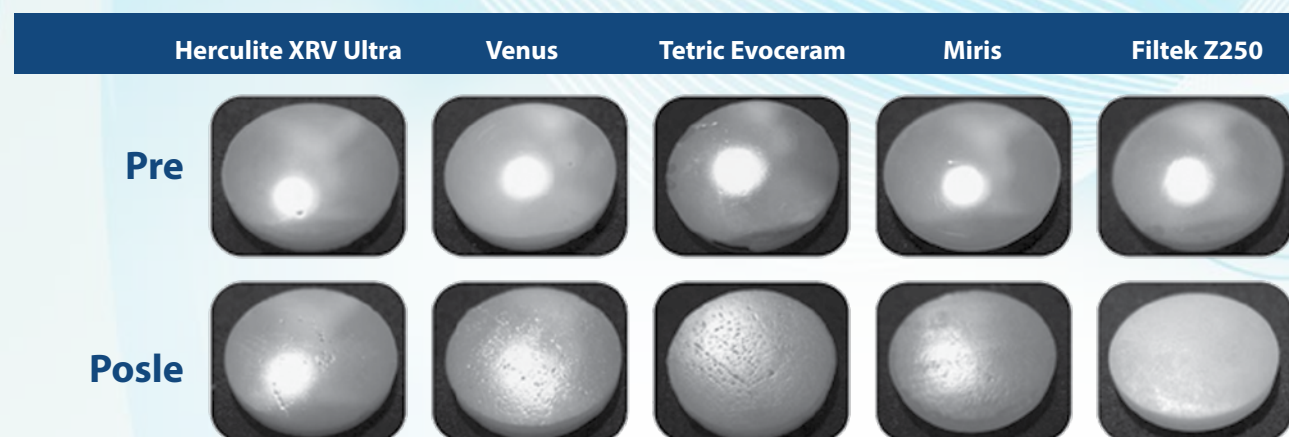 Herculite XRV Ultra Venus Tetric Evoceram Miris Filtek Z250
Pre
Posle